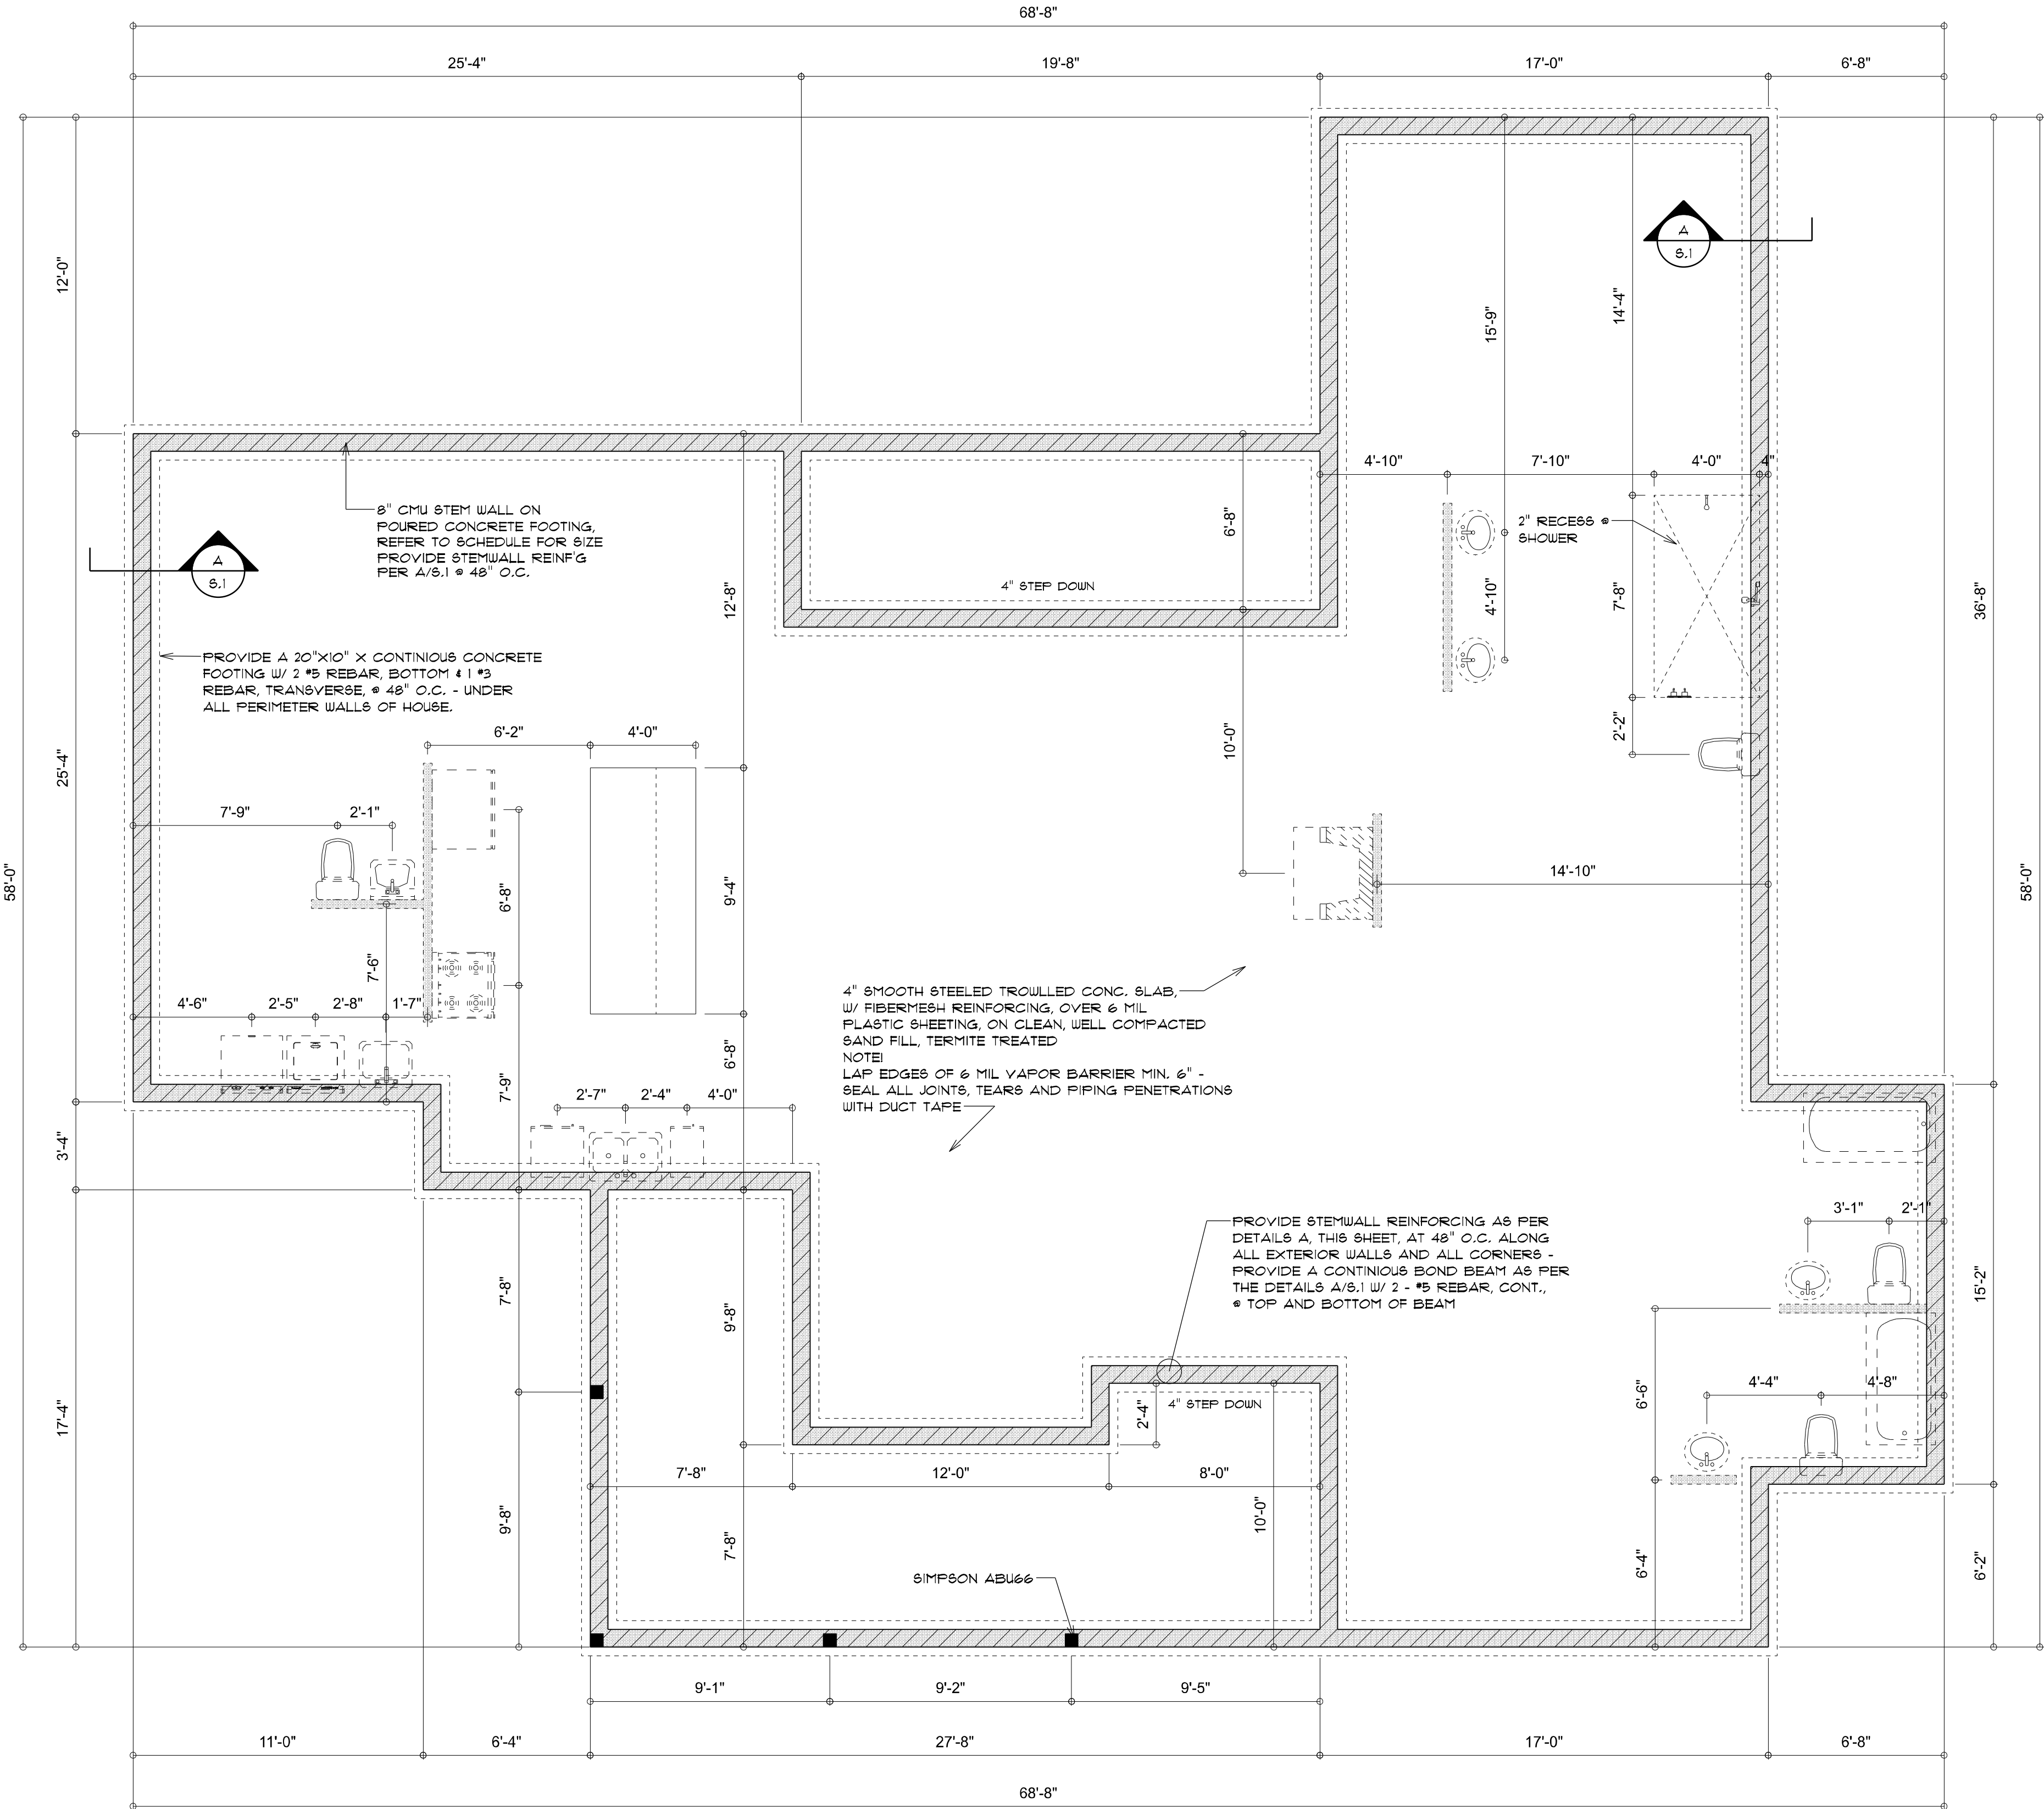 68'-8"
25'-4"
19'-8"
17'-0"
6'-8"
12'-0"
15'-9"
14'-4"
A
S.1
36'-8"
4'-10"
7'-10"
4'-0"
4"
8" CMU STEM WALL ON
POURED CONCRETE FOOTING,
REFER TO SCHEDULE FOR SIZE
PROVIDE STEMWALL REINF'G
PER A/S.1 @ 48" O.C.
A
S.1
6'-8"
2" RECESS @
SHOWER
12'-8"
4" STEP DOWN
4'-10"
7'-8"
PROVIDE A 20"X10" X CONTINIOUS CONCRETE
FOOTING W/ 2 #5 REBAR, BOTTOM & 1 #3
REBAR, TRANSVERSE, @ 48" O.C. - UNDER
ALL PERIMETER WALLS OF HOUSE.
25'-4"
6'-2"
4'-0"
10'-0"
2'-2"
7'-9"
2'-1"
58'-0"
6'-8"
9'-4"
14'-10"
58'-0"
7'-6"
4'-6"
2'-5"
2'-8"
1'-7"
4" SMOOTH STEELED TROWLLED CONC. SLAB,
W/ FIBERMESH REINFORCING, OVER 6 MIL
PLASTIC SHEETING, ON CLEAN, WELL COMPACTED
SAND FILL, TERMITE TREATED
NOTE!
LAP EDGES OF 6 MIL VAPOR BARRIER MIN. 6" -
SEAL ALL JOINTS, TEARS AND PIPING PENETRATIONS
WITH DUCT TAPE
6'-8"
7'-9"
2'-7"
2'-4"
4'-0"
3'-4"
3'-1"
2'-1"
PROVIDE STEMWALL REINFORCING AS PER
DETAILS A, THIS SHEET, AT 48" O.C. ALONG
ALL EXTERIOR WALLS AND ALL CORNERS -
PROVIDE A CONTINIOUS BOND BEAM AS PER
THE DETAILS A/S.1 W/ 2 - #5 REBAR, CONT.,
@ TOP AND BOTTOM OF BEAM
7'-8"
9'-8"
15'-2"
17'-4"
2'-4"
4" STEP DOWN
6'-6"
4'-4"
4'-8"
7'-8"
12'-0"
8'-0"
9'-8"
7'-8"
10'-0"
6'-4"
6'-2"
SIMPSON ABU66
9'-1"
9'-2"
9'-5"
11'-0"
6'-4"
27'-8"
17'-0"
6'-8"
68'-8"